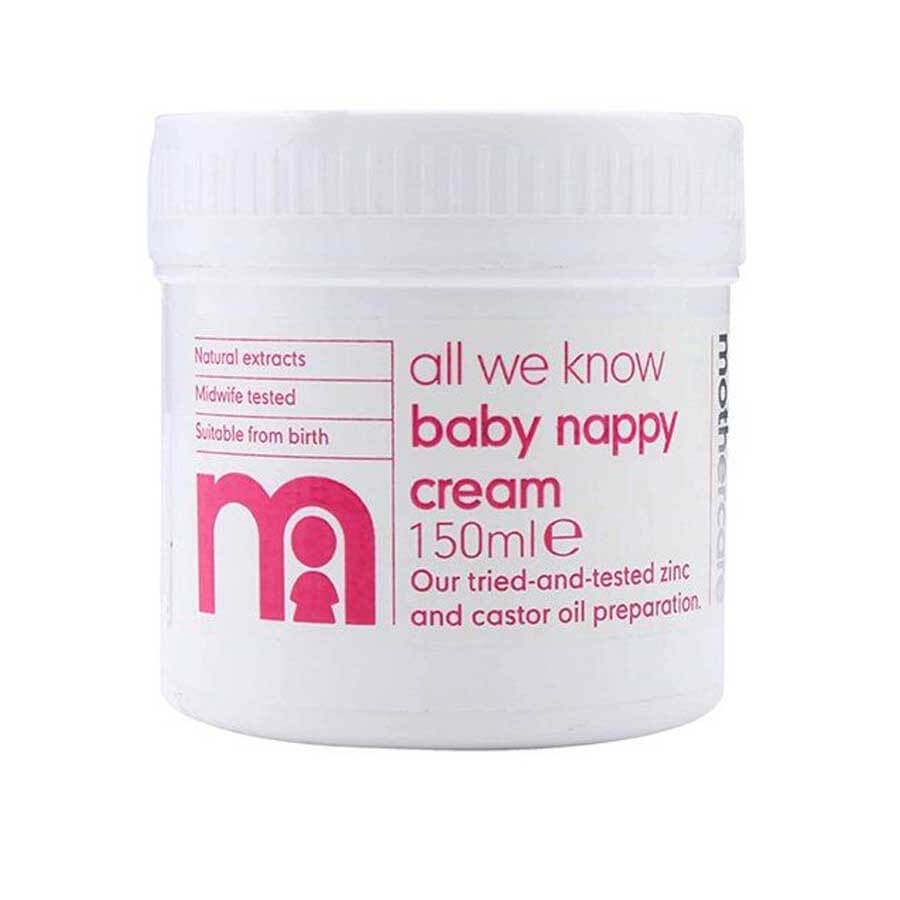 Natural extracts
Midwife tested
Suitable from birth
m
all we know
baby nappy
cream
150ml℮
Our tried-and-tested zinc
and castor oil preparation.
mothercare